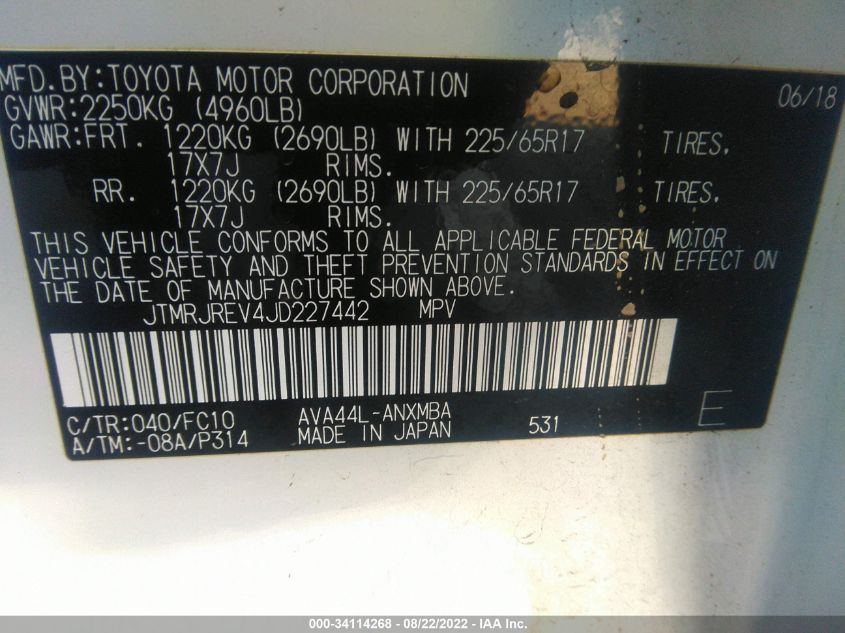 MFD.BY:TOYOTA MOTOR CORPORATION 06/18
GVWR:2250KG (4960LB)
GAWR:FRT. 1220KG (2690LB) WITH 225/65R17 TIRES.
17X7J RIMS.
RR. 1220KG (2690LB) WITH 225/65R17 TIRES.
17X7J RIMS.
THIS VEHICLE CONFORMS TO ALL APPLICABLE FEDERAL MOTOR
VEHICLE SAFETY AND THEFT PREVENTION STANDARDS IN EFFECT ON
THE DATE OF MANUFACTURE SHOWN ABOVE.
JTMRJREV4JD227442 MPV
C/TR:040/FC10 AVA44L-ANXMBA
A/TM:-08A/P314 MADE IN JAPAN 531 E
000-34114268 - 08/22/2022 - IAA Inc.